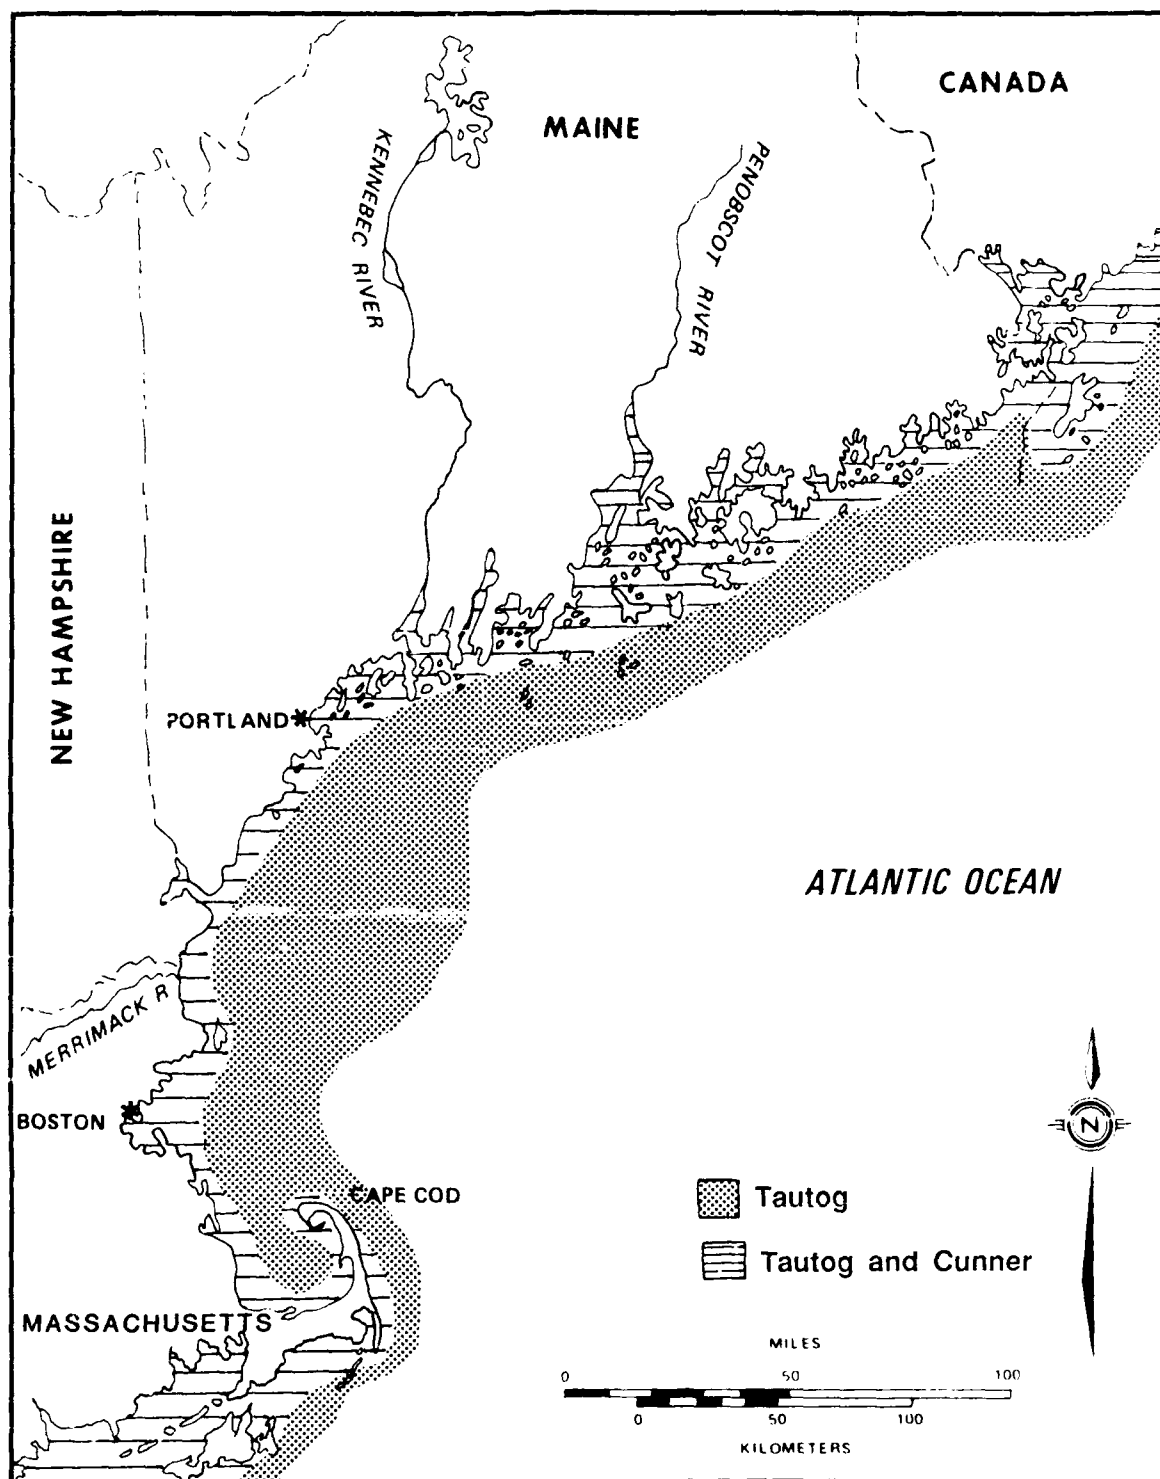 CANADA
MAINE
KENNEBEC RIVER
PENOBSCOT RIVER
NEW HAMPSHIRE
PORTLAND
ATLANTIC OCEAN
MERRIMACK R
BOSTON
N
CAPE COD
Tautog
Tautog and Cunner
MASSACHUSETTS
MILES
0 50 100
0 50 100
KILOMETERS